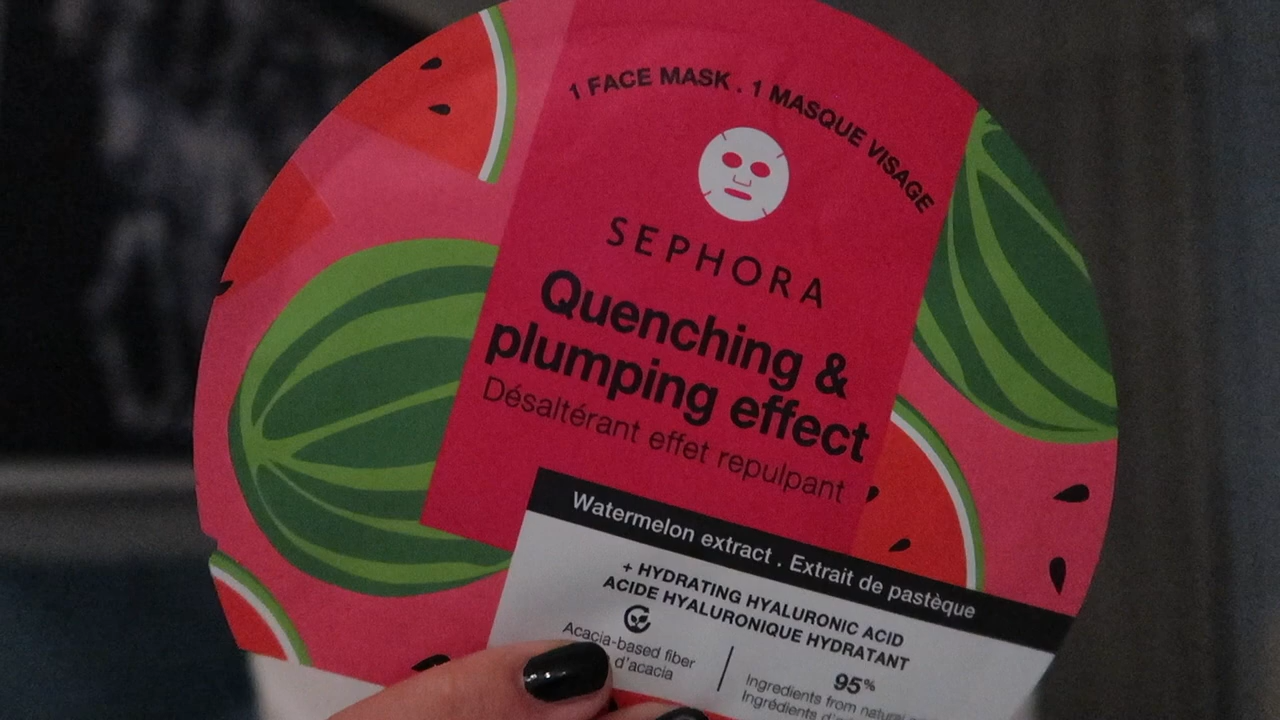 1 FACE MASK . 1 MASQUE VISAGE
SEPHORA
Quenching &
plumping effect
Désaltérant effet repulpant
Watermelon extract . Extrait de pastèque
+ HYDRATING HYALURONIC ACID
ACIDE HYALURONIQUE HYDRATANT
Acacia-based fiber
d'acacia
95%
Ingredients from natural
Ingrédients